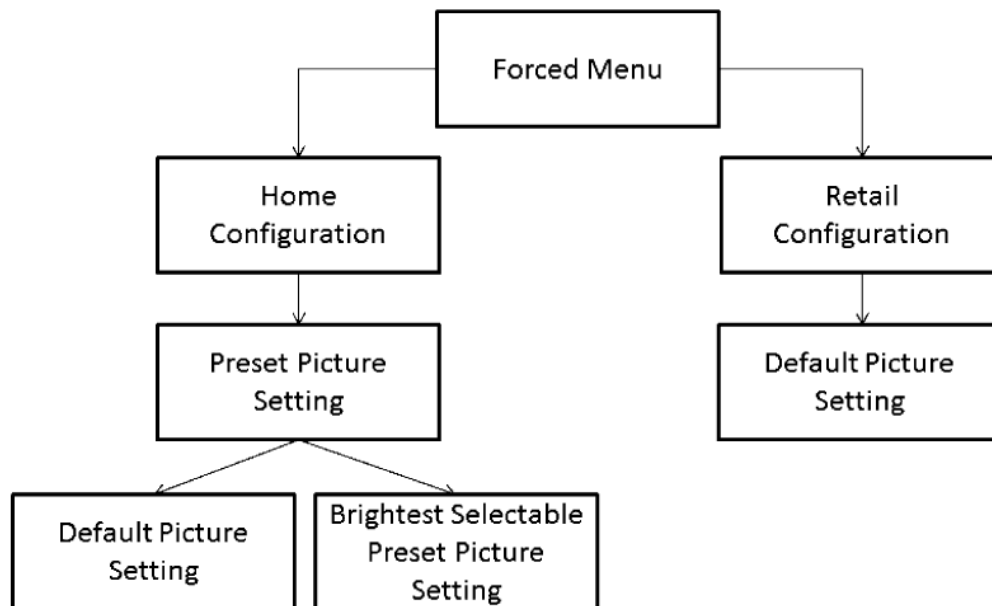 Forced Menu
Home
Configuration
Retail
Configuration
Preset Picture
Setting
Default Picture
Setting
Default Picture
Setting
Brightest Selectable
Preset Picture
Setting